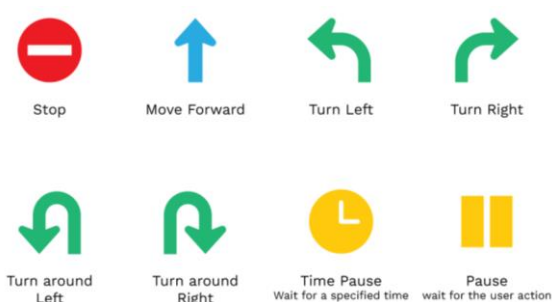 Stop
Move Forward
Turn Left
Turn Right
Turn around
Left
Turn around
Right
Time Pause
Wait for a specified time
Pause
wait for the user action